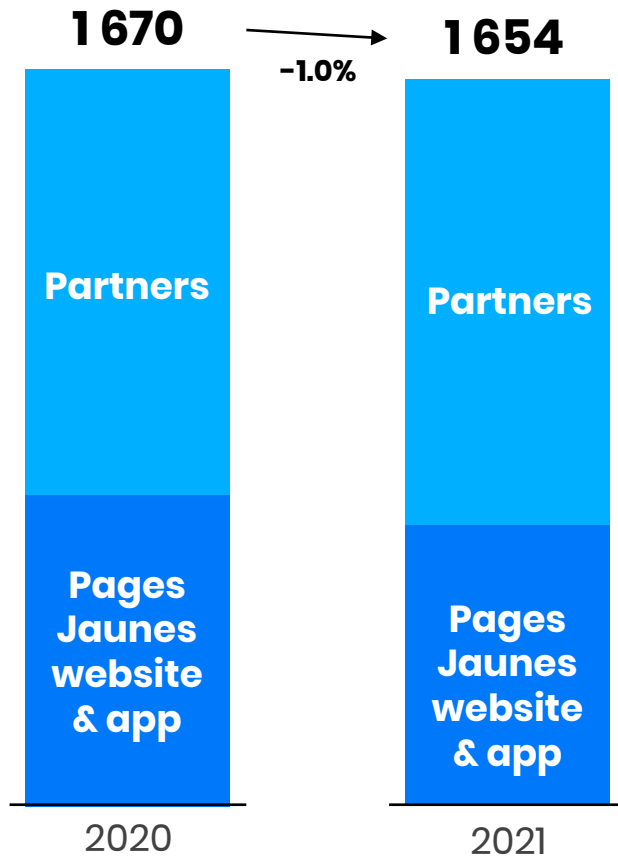 1 670
1 654
-1.0%
Partners
Partners
Pages
Jaunes
website
& app
Pages
Jaunes
website
& app
2020
2021